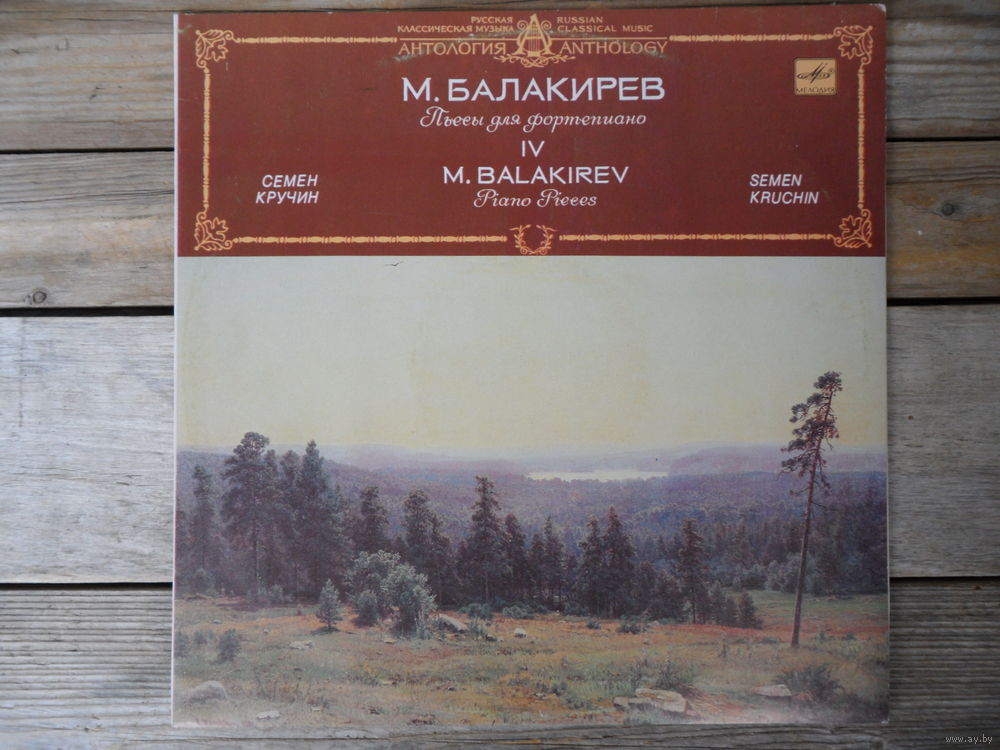 РУССКАЯ
КЛАССИЧЕСКАЯ МУЗЫКА
АНТОЛОГИЯ
RUSSIAN
CLASSICAL MUSIC
ANTHOLOGY
М. БАЛАКИРЕВ
Пьесы для фортепиано
IV
M. BALAKIREV
Piano Pieces
СЕМЕН
КРУЧИН
SEMEN
KRUCHIN
МЕЛОДИЯ
www.ay.by